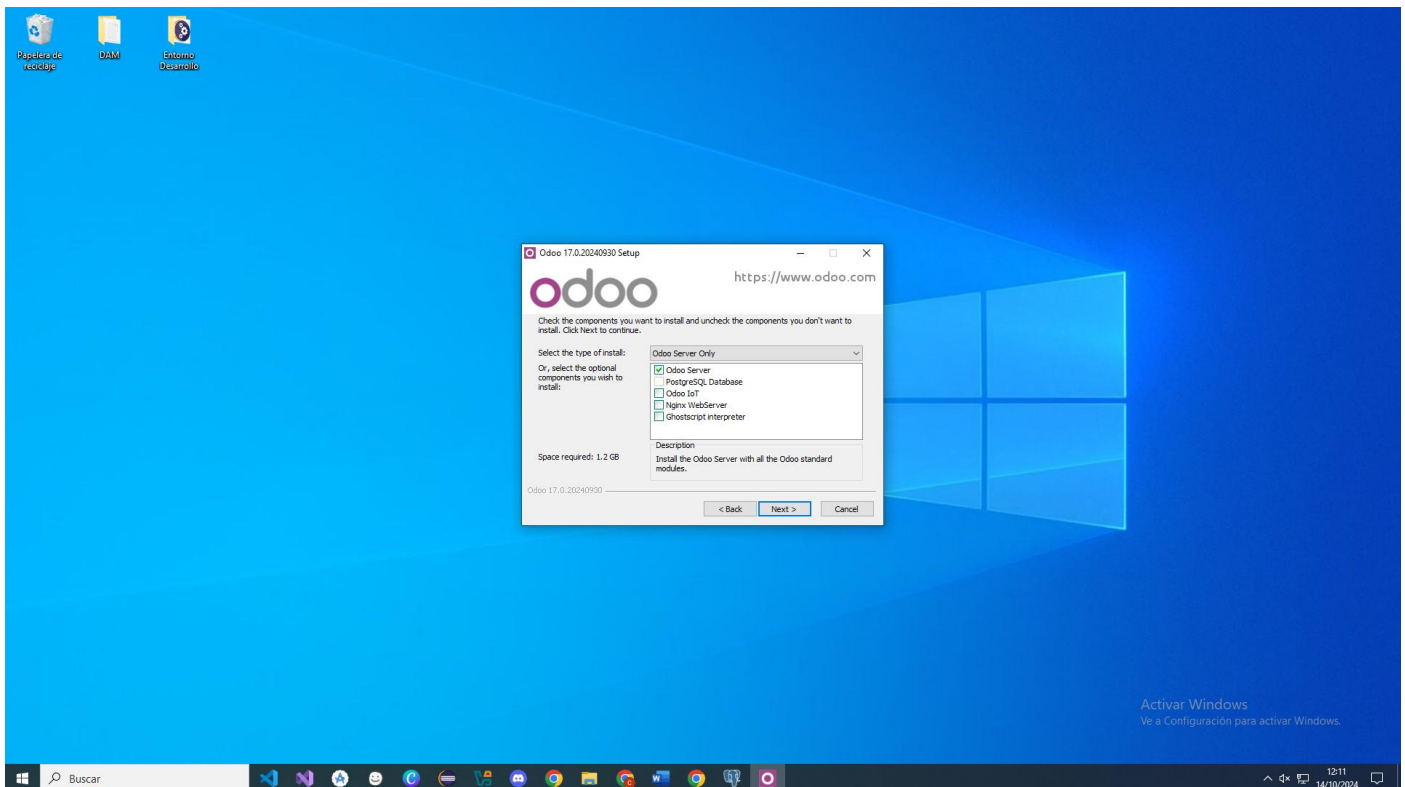 Papelera de
reciclaje
DAM
Entorno
Desarrollo
Odoo 17.0.20240930 Setup
odoo
https://www.odoo.com
Check the components you want to install and uncheck the components you don't want to
install. Click Next to continue.
Select the type of install:
Odoo Server Only
Or, select the optional
components you wish to
install:
Odoo Server
PostgreSQL Database
Odoo IoT
Nginx WebServer
Ghostscript interpreter
Space required: 1.2 GB
Description
Install the Odoo Server with all the Odoo standard
modules.
Odoo 17.0.20240930
< Back
Next >
Cancel
Activar Windows
Ve a Configuración para activar Windows.
Buscar
12:11
14/10/2024